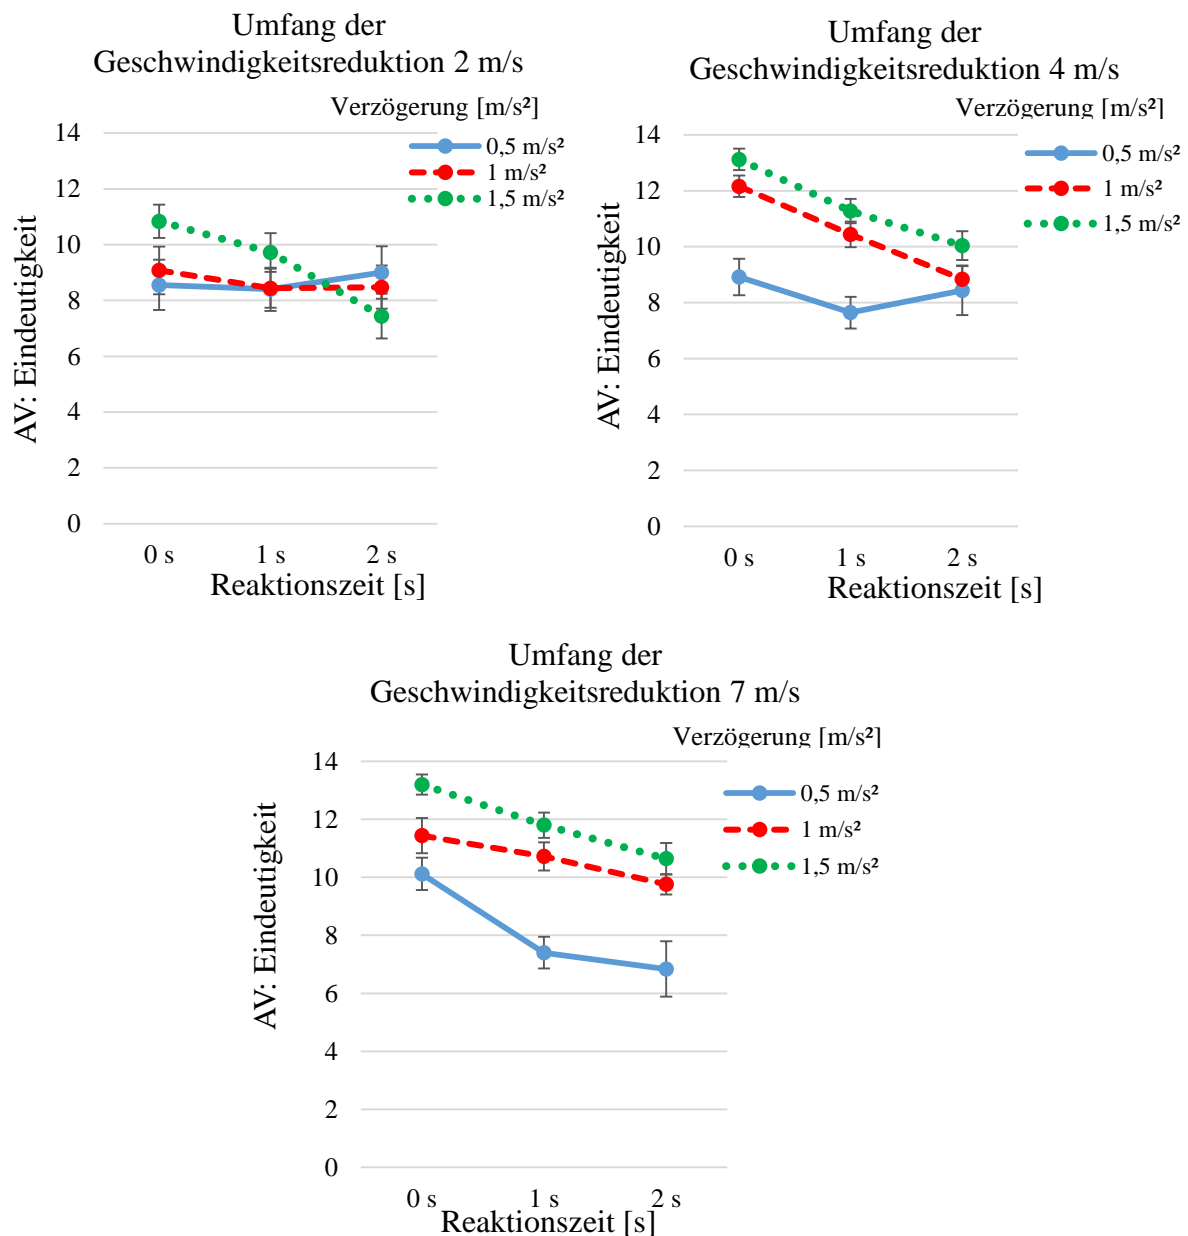 Umfang der
Geschwindigkeitsreduktion 2 m/s
Verzögerung [m/s²]
0,5 m/s²
1 m/s²
1,5 m/s²
14
12
10
8
6
4
2
0
AV: Eindeutigkeit
0 s
1 s
2 s
Reaktionszeit [s]
Umfang der
Geschwindigkeitsreduktion 4 m/s
Verzögerung [m/s²]
0,5 m/s²
1 m/s²
1,5 m/s²
14
12
10
8
6
4
2
0
AV: Eindeutigkeit
0 s
1 s
2 s
Reaktionszeit [s]
Umfang der
Geschwindigkeitsreduktion 7 m/s
Verzögerung [m/s²]
0,5 m/s²
1 m/s²
1,5 m/s²
14
12
10
8
6
4
2
0
AV: Eindeutigkeit
0 s
1 s
2 s
Reaktionszeit [s]